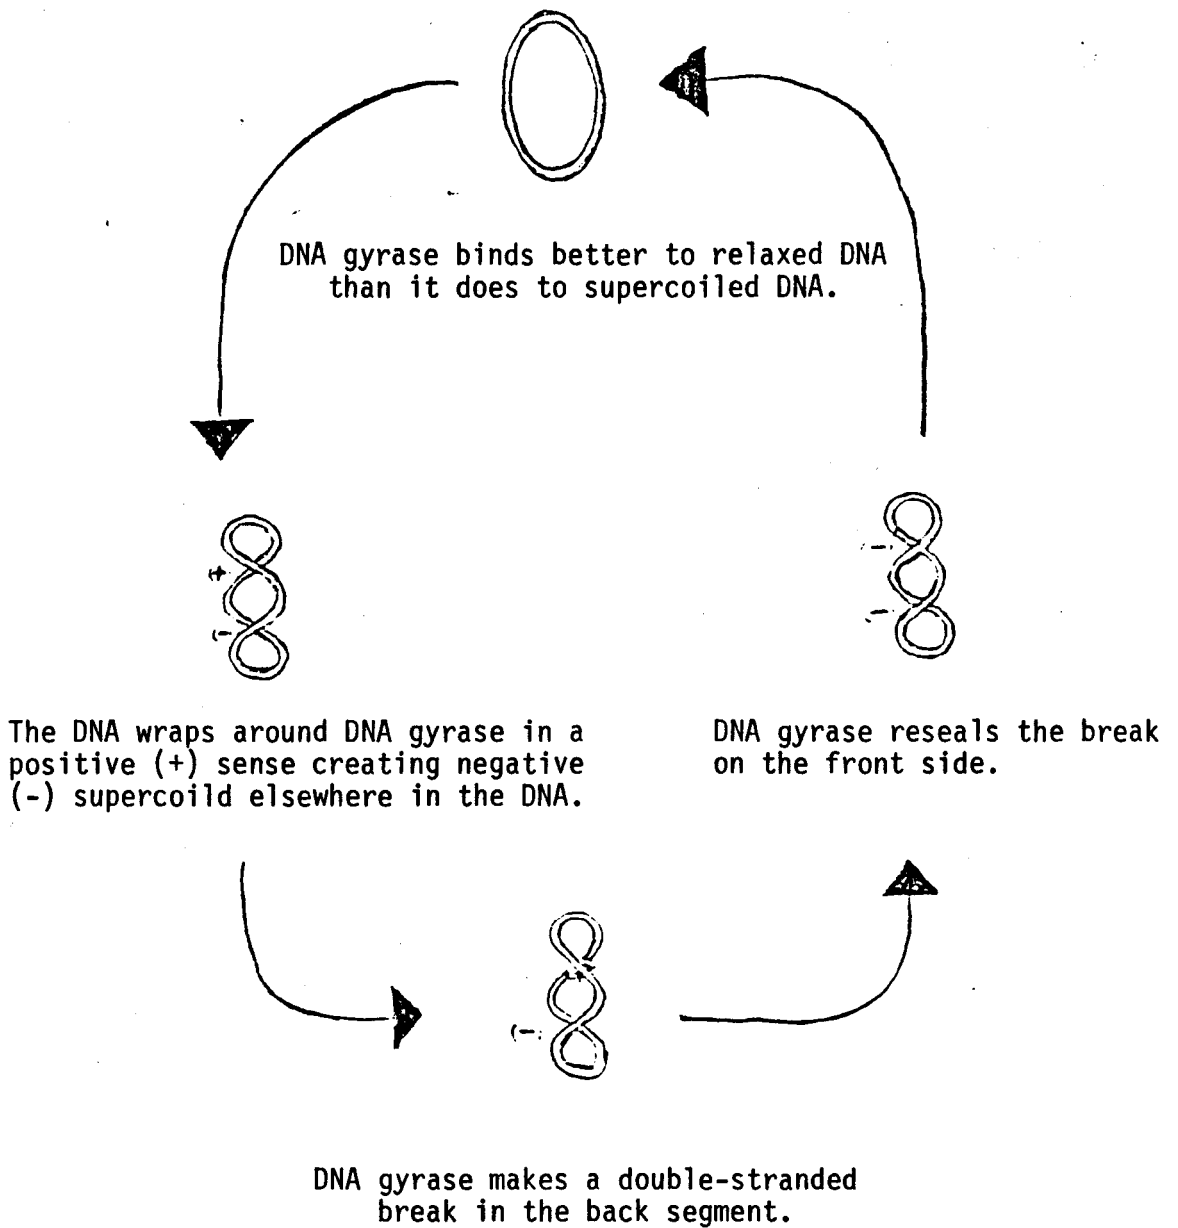 DNA gyrase binds better to relaxed DNA
than it does to supercoiled DNA.
(+
(-
The DNA wraps around DNA gyrase in a
positive (+) sense creating negative
(-) supercoild elsewhere in the DNA.
(-
(-
DNA gyrase reseals the break
on the front side.
(-
DNA gyrase makes a double-stranded
break in the back segment.